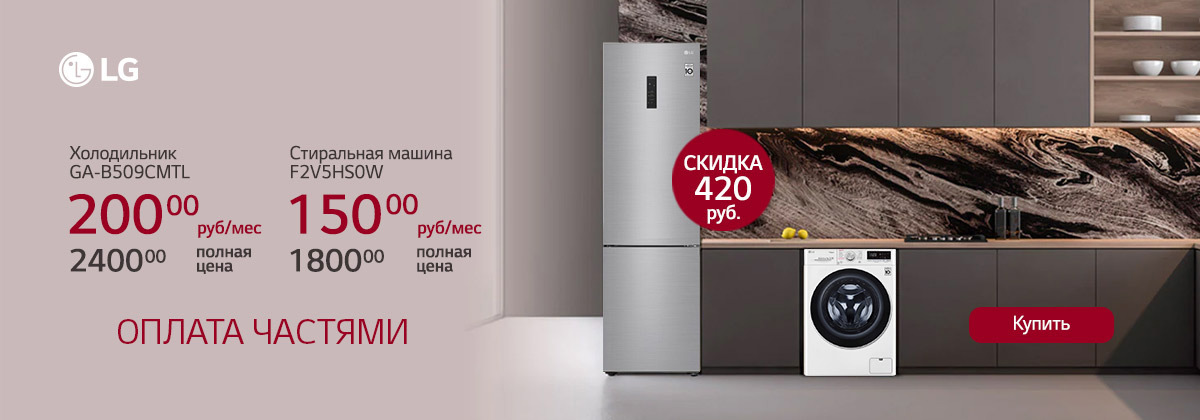 LG
Холодильник
GA-B509CMTL
200⁰⁰ руб/мес
2400⁰⁰ полная
цена
Стиральная машина
F2V5HS0W
150⁰⁰ руб/мес
1800⁰⁰ полная
цена
ОПЛАТА ЧАСТЯМИ
СКИДКА
420
руб.
Купить